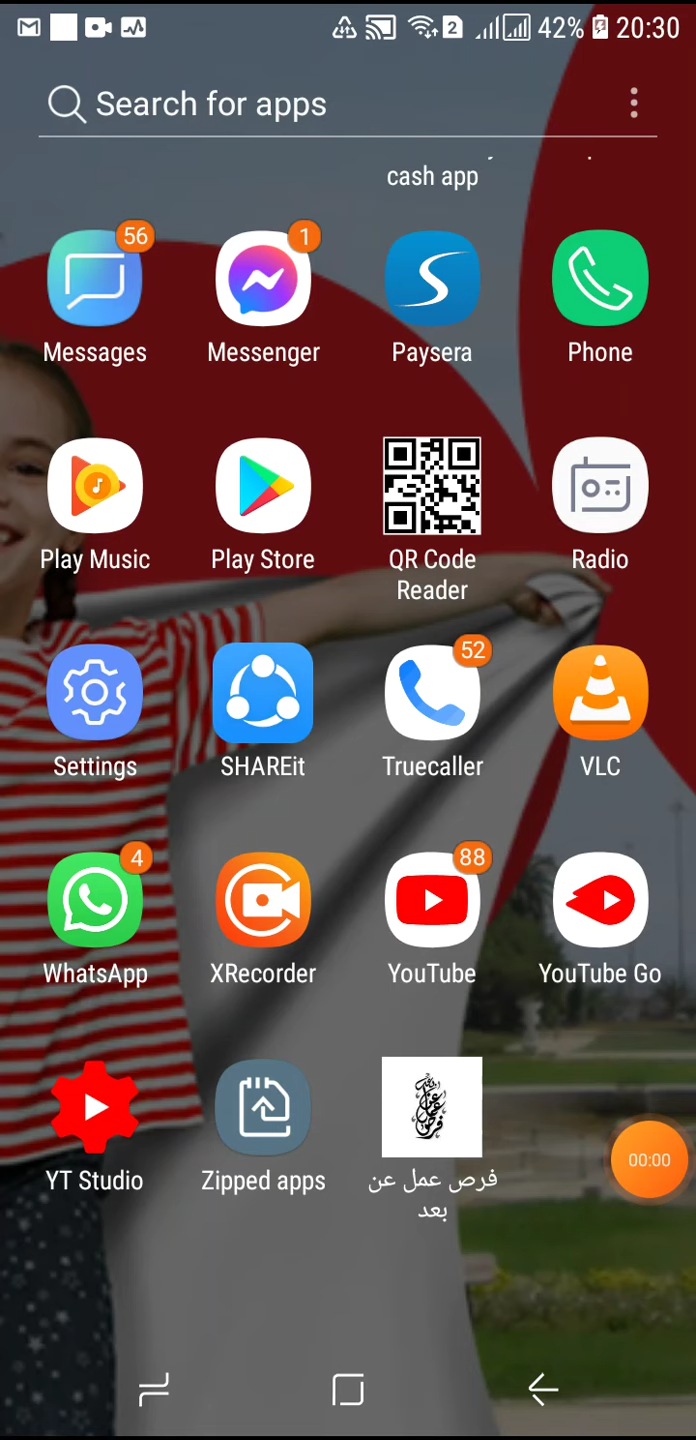 2 42% 20:30
Search for apps
cash app
56 1
Messages Messenger Paysera Phone
Play Music Play Store QR Code Radio
Reader
52
Settings SHAREit Truecaller VLC
4 88
WhatsApp XRecorder YouTube YouTube Go
00:00
YT Studio Zipped apps فرص عمل عن
بعد